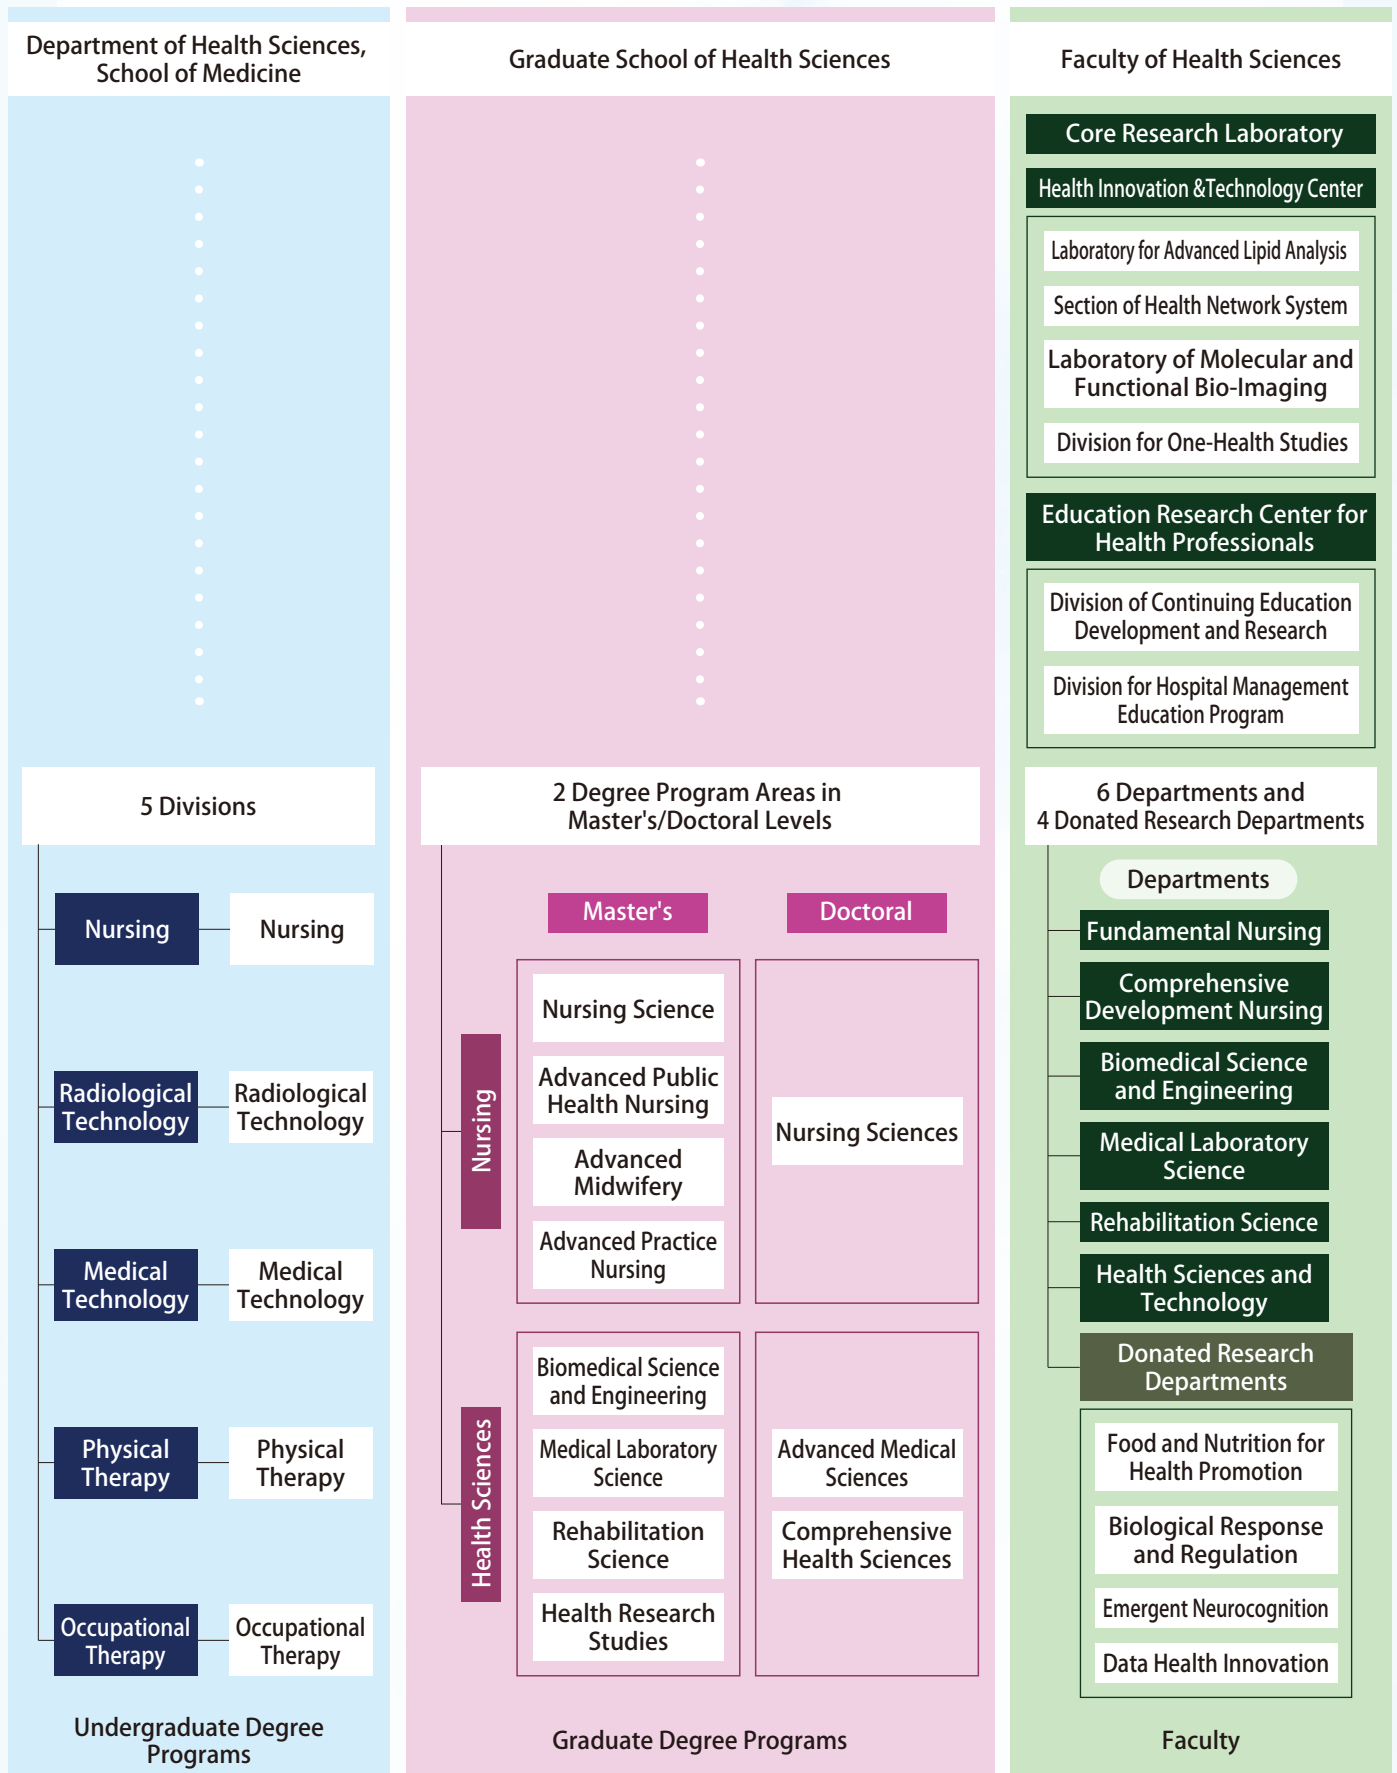 Department of Health Sciences,
School of Medicine
5 Divisions
Nursing
Nursing
Radiological
Technology
Radiological
Technology
Medical
Technology
Medical
Technology
Physical
Therapy
Physical
Therapy
Occupational
Therapy
Occupational
Therapy
Undergraduate Degree
Programs
Graduate School of Health Sciences
2 Degree Program Areas in
Master's/Doctoral Levels
Master's
Doctoral
Nursing
Nursing Science
Advanced Public
Health Nursing
Advanced
Midwifery
Advanced Practice
Nursing
Nursing Sciences
Health Sciences
Biomedical Science
and Engineering
Medical Laboratory
Science
Rehabilitation
Science
Health Research
Studies
Advanced Medical
Sciences
Comprehensive
Health Sciences
Graduate Degree Programs
Faculty of Health Sciences
Core Research Laboratory
Health Innovation &Technology Center
Laboratory for Advanced Lipid Analysis
Section of Health Network System
Laboratory of Molecular and
Functional Bio-Imaging
Division for One-Health Studies
Education Research Center for
Health Professionals
Division of Continuing Education
Development and Research
Division for Hospital Management
Education Program
6 Departments and
4 Donated Research Departments
Departments
Fundamental Nursing
Comprehensive
Development Nursing
Biomedical Science
and Engineering
Medical Laboratory
Science
Rehabilitation Science
Health Sciences and
Technology
Donated Research
Departments
Food and Nutrition for
Health Promotion
Biological Response
and Regulation
Emergent Neurocognition
Data Health Innovation
Faculty